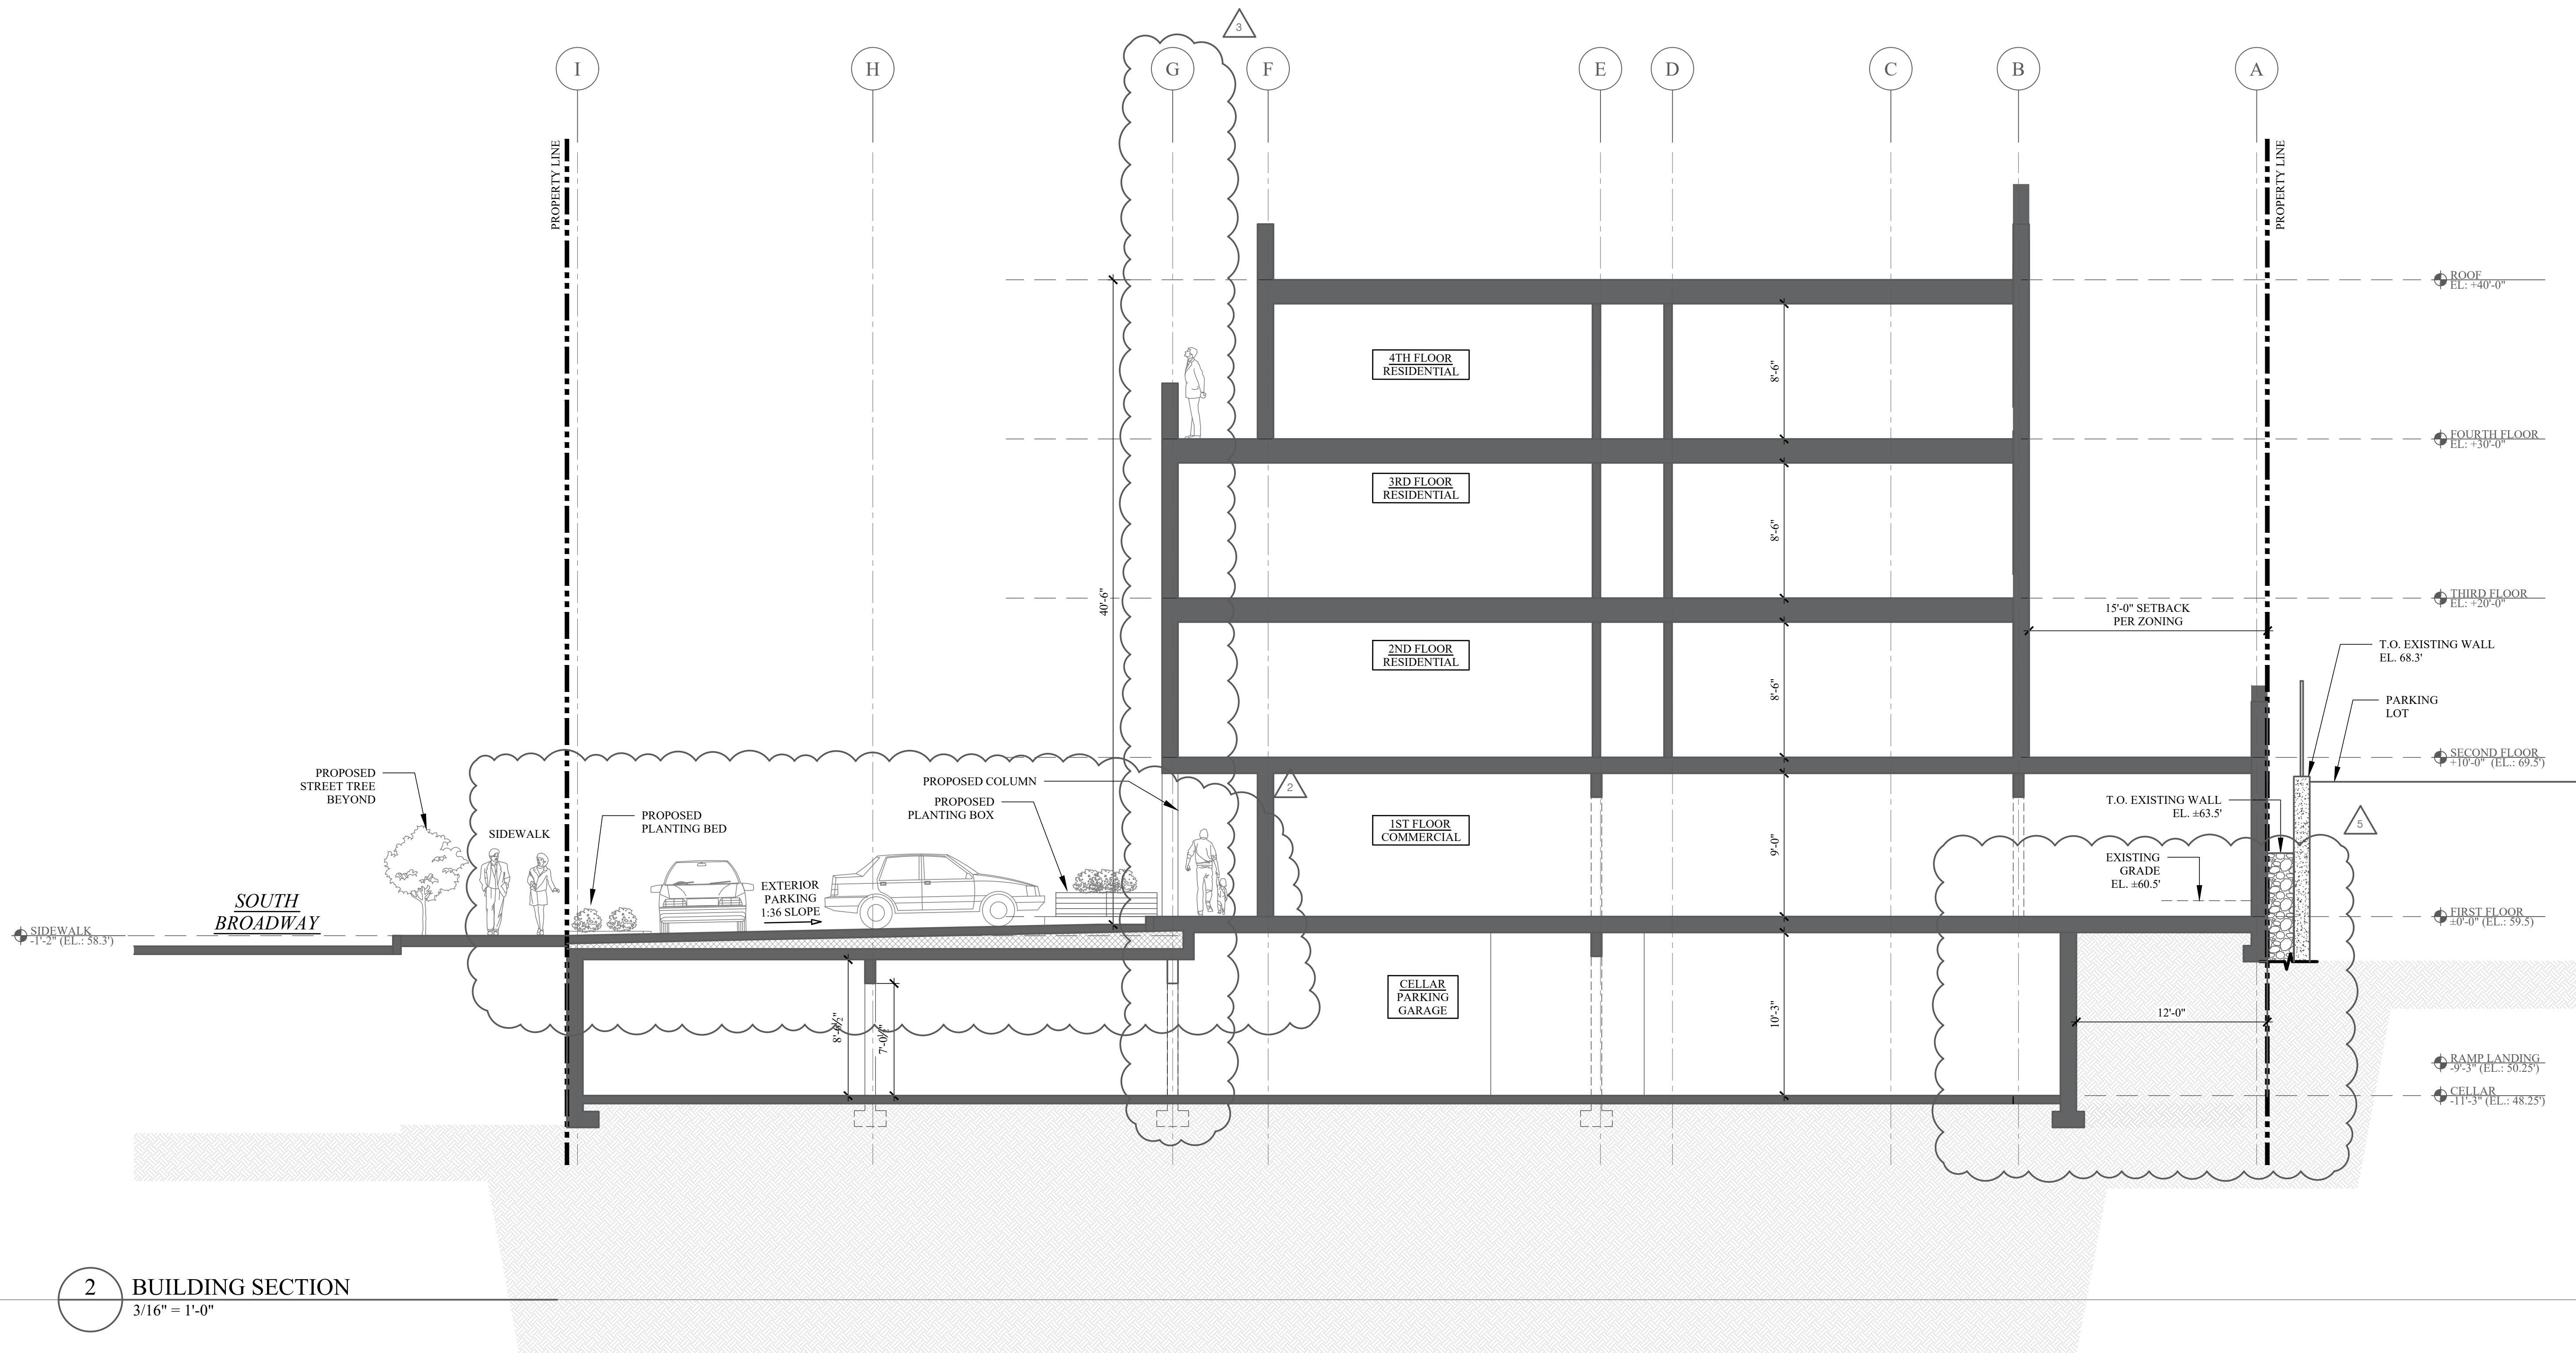 3
I
H
G
F
E
D
C
B
A
PROPERTY LINE
PROPERTY LINE
ROOF
EL: +40'-0"
4TH FLOOR
RESIDENTIAL
8'-6"
FOURTH FLOOR
EL: +30'-0"
3RD FLOOR
RESIDENTIAL
8'-6"
40'-6"
THIRD FLOOR
EL: +20'-0"
15'-0" SETBACK
PER ZONING
2ND FLOOR
RESIDENTIAL
8'-6"
T.O. EXISTING WALL
EL. 68.3'
PARKING
LOT
SECOND FLOOR
+10'-0" (EL.: 69.5')
PROPOSED
STREET TREE
BEYOND
SIDEWALK
PROPOSED
PLANTING BED
PROPOSED COLUMN
PROPOSED
PLANTING BOX
2
1ST FLOOR
COMMERCIAL
9'-0"
T.O. EXISTING WALL
EL. ±63.5'
5
EXISTING
GRADE
EL. ±60.5'
EXTERIOR
PARKING
1:36 SLOPE
SOUTH
BROADWAY
SIDEWALK
-1'-2" (EL.: 58.3')
FIRST FLOOR
±0'-0" (EL.: 59.5)
CELLAR
PARKING
GARAGE
8'-6½"
7'-0½"
10'-3"
12'-0"
RAMP LANDING
-9'-3" (EL.: 50.25')
CELLAR
-11'-3" (EL.: 48.25')
2
BUILDING SECTION
3/16" = 1'-0"